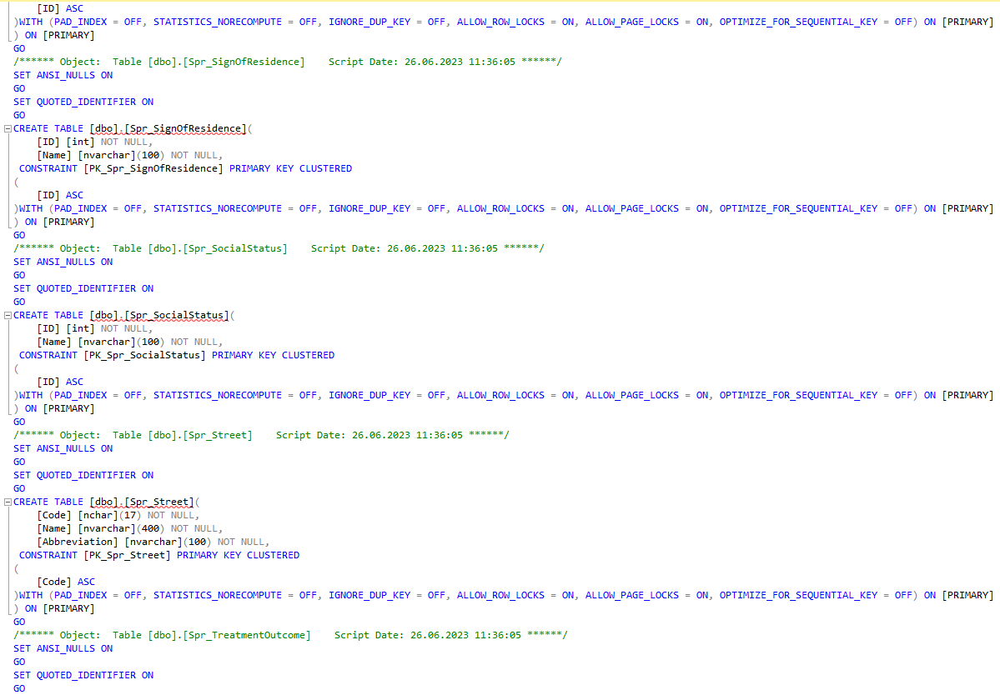 [ID] ASC
)WITH (PAD_INDEX = OFF, STATISTICS_NORECOMPUTE = OFF, IGNORE_DUP_KEY = OFF, ALLOW_ROW_LOCKS = ON, ALLOW_PAGE_LOCKS = ON, OPTIMIZE_FOR_SEQUENTIAL_KEY = OFF) ON [PRIMARY]
) ON [PRIMARY]
GO
/****** Object:  Table [dbo].[Spr_SignOfResidence]    Script Date: 26.06.2023 11:36:05 ******/
SET ANSI_NULLS ON
GO
SET QUOTED_IDENTIFIER ON
GO
CREATE TABLE [dbo].[Spr_SignOfResidence](
[ID] [int] NOT NULL,
[Name] [nvarchar](100) NOT NULL,
CONSTRAINT [PK_Spr_SignOfResidence] PRIMARY KEY CLUSTERED
(
[ID] ASC
)WITH (PAD_INDEX = OFF, STATISTICS_NORECOMPUTE = OFF, IGNORE_DUP_KEY = OFF, ALLOW_ROW_LOCKS = ON, ALLOW_PAGE_LOCKS = ON, OPTIMIZE_FOR_SEQUENTIAL_KEY = OFF) ON [PRIMARY]
) ON [PRIMARY]
GO
/****** Object:  Table [dbo].[Spr_SocialStatus]    Script Date: 26.06.2023 11:36:05 ******/
SET ANSI_NULLS ON
GO
SET QUOTED_IDENTIFIER ON
GO
CREATE TABLE [dbo].[Spr_SocialStatus](
[ID] [int] NOT NULL,
[Name] [nvarchar](100) NOT NULL,
CONSTRAINT [PK_Spr_SocialStatus] PRIMARY KEY CLUSTERED
(
[ID] ASC
)WITH (PAD_INDEX = OFF, STATISTICS_NORECOMPUTE = OFF, IGNORE_DUP_KEY = OFF, ALLOW_ROW_LOCKS = ON, ALLOW_PAGE_LOCKS = ON, OPTIMIZE_FOR_SEQUENTIAL_KEY = OFF) ON [PRIMARY]
) ON [PRIMARY]
GO
/****** Object:  Table [dbo].[Spr_Street]    Script Date: 26.06.2023 11:36:05 ******/
SET ANSI_NULLS ON
GO
SET QUOTED_IDENTIFIER ON
GO
CREATE TABLE [dbo].[Spr_Street](
[Code] [nchar](17) NOT NULL,
[Name] [nvarchar](400) NOT NULL,
[Abbreviation] [nvarchar](100) NOT NULL,
CONSTRAINT [PK_Spr_Street] PRIMARY KEY CLUSTERED
(
[Code] ASC
)WITH (PAD_INDEX = OFF, STATISTICS_NORECOMPUTE = OFF, IGNORE_DUP_KEY = OFF, ALLOW_ROW_LOCKS = ON, ALLOW_PAGE_LOCKS = ON, OPTIMIZE_FOR_SEQUENTIAL_KEY = OFF) ON [PRIMARY]
) ON [PRIMARY]
GO
/****** Object:  Table [dbo].[Spr_TreatmentOutcome]    Script Date: 26.06.2023 11:36:05 ******/
SET ANSI_NULLS ON
GO
SET QUOTED_IDENTIFIER ON
GO